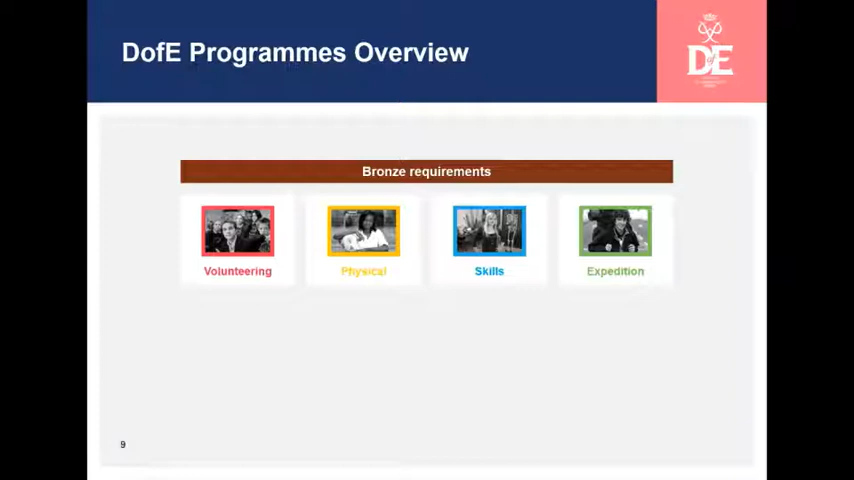 DofE Programmes Overview
DofE
Bronze requirements
Volunteering
Physical
Skills
Expedition
9